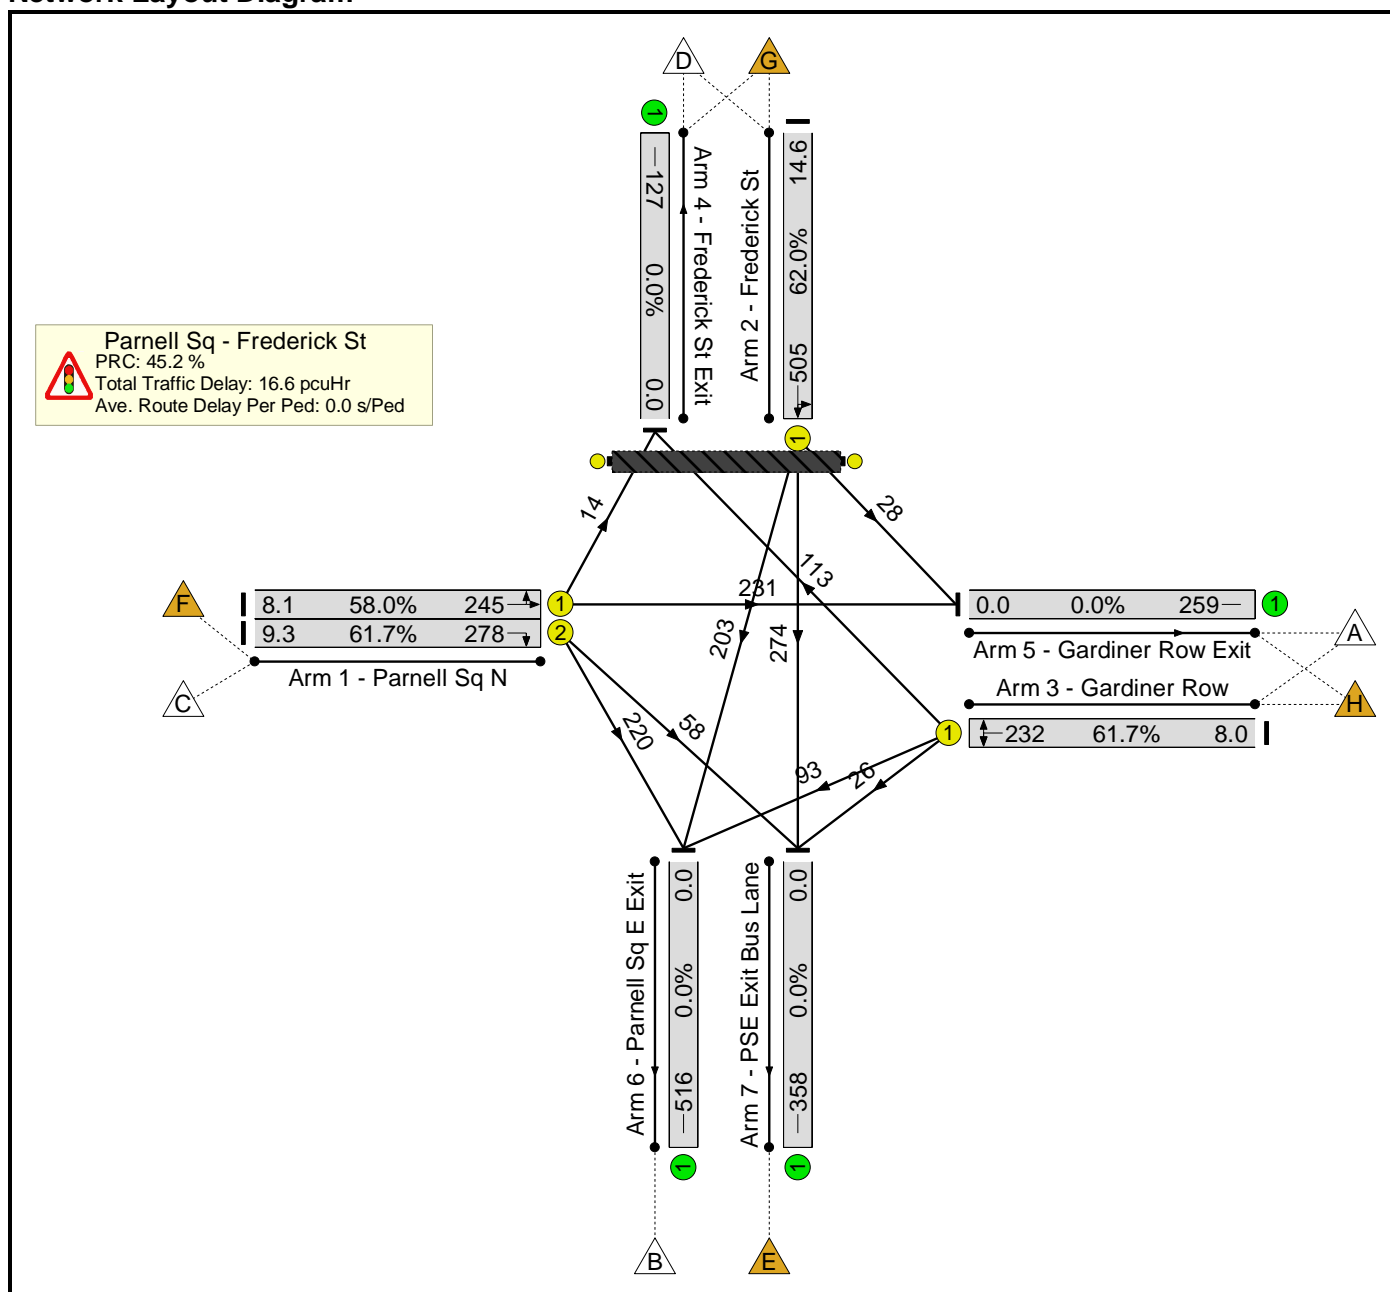 Network Layout Diagram
D
G
1
127
0.0%
0.0
Arm 4 - Frederick St Exit
Arm 2 - Frederick St
14.6
62.0%
505
1
Parnell Sq - Frederick St
PRC: 45.2 %
Total Traffic Delay: 16.6 pcuHr
Ave. Route Delay Per Ped: 0.0 s/Ped
14
28
113
231
203
274
F
8.1 58.0% 245
1
9.3 61.7% 278
2
Arm 1 - Parnell Sq N
C
0.0 0.0% 259
1
Arm 5 - Gardiner Row Exit
A
Arm 3 - Gardiner Row
H
1
232 61.7% 8.0
220
58
93
26
Arm 6 - Parnell Sq E Exit
0.0
0.0%
516
1
Arm 7 - PSE Exit Bus Lane
0.0
0.0%
358
1
B
E